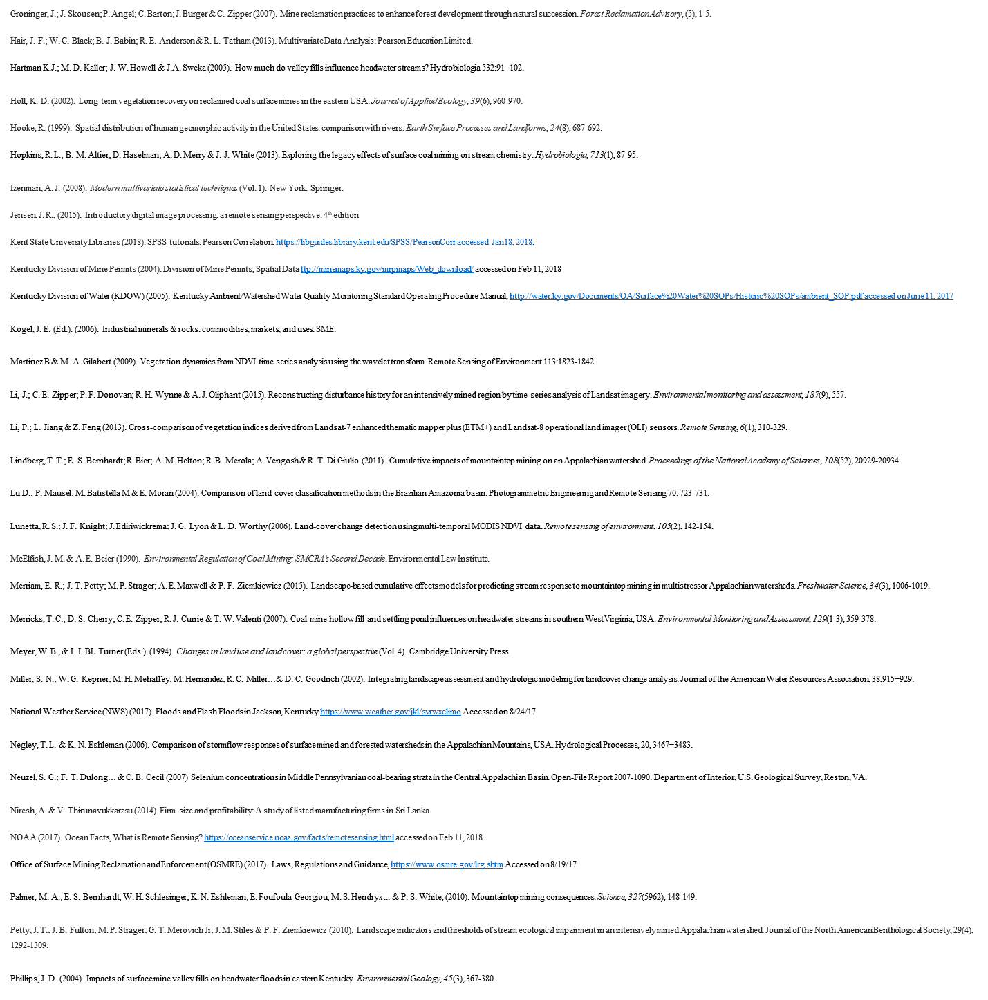 Groninger, J.; J. Skousen; P. Angel; C. Barton; J. Burger & C. Zipper (2007). Mine reclamation practices to enhance forest development through natural succession. Forest Reclamation Advisory, (5), 1-5.
Hair, J. F.; W. C. Black; B. J. Babin; R. E. Anderson & R. L. Tatham (2013). Multivariate Data Analysis: Pearson Education Limited.
Hartman K.J.; M. D. Kaller; J. W. Howell & J.A. Sweka (2005). How much do valley fills influence headwater streams? Hydrobiologia 532:91–102.
Holl, K. D. (2002). Long-term vegetation recovery on reclaimed coal surface mines in the eastern USA. Journal of Applied Ecology, 39(6), 960-970.
Hooke, R. (1999). Spatial distribution of human geomorphic activity in the United States: comparison with rivers. Earth Surface Processes and Landforms, 24(8), 687-692.
Hopkins, R. L.; B. M. Altier; D. Haselman; A. D. Merry & J. J. White (2013). Exploring the legacy effects of surface coal mining on stream chemistry. Hydrobiologia, 713(1), 87-95.
Izenman, A. J. (2008). Modern multivariate statistical techniques (Vol. 1). New York: Springer.
Jensen, J. R., (2015). Introductory digital image processing: a remote sensing perspective. 4th edition
Kent State University Libraries (2018). SPSS tutorials: Pearson Correlation. https://libguides.library.kent.edu/SPSS/PearsonCorr accessed Jan 18, 2018.
Kentucky Division of Mine Permits (2004). Division of Mine Permits, Spatial Data ftp://minemaps.ky.gov/mrpmaps/Web_download/ accessed on Feb 11, 2018
Kentucky Division of Water (KDOW) (2005). Kentucky Ambient/Watershed Water Quality Monitoring Standard Operating Procedure Manual, http://water.ky.gov/Documents/QA/Surface%20Water%20SOPs/Historic%20SOPs/ambient_SOP.pdf accessed on June 11, 2017
Kogel, J. E. (Ed.). (2006). Industrial minerals & rocks: commodities, markets, and uses. SME.
Martinez B & M. A. Gilabert (2009). Vegetation dynamics from NDVI time series analysis using the wavelet transform. Remote Sensing of Environment 113:1823-1842.
Li, J.; C. E. Zipper; P. F. Donovan; R. H. Wynne & A. J. Oliphant (2015). Reconstructing disturbance history for an intensively mined region by time-series analysis of Landsat imagery. Environmental monitoring and assessment, 187(9), 557.
Li, P.; L. Jiang & Z. Feng (2013). Cross-comparison of vegetation indices derived from Landsat-7 enhanced thematic mapper plus (ETM+) and Landsat-8 operational land imager (OLI) sensors. Remote Sensing, 6(1), 310-329.
Lindberg, T. T.; E. S. Bernhardt; R. Bier; A. M. Helton; R. B. Merola; A. Vengosh & R. T. Di Giulio (2011). Cumulative impacts of mountaintop mining on an Appalachian watershed. Proceedings of the National Academy of Sciences, 108(52), 20929-20934.
Lu D.; P. Mausel; M. Batistella M & E. Moran (2004). Comparison of land-cover classification methods in the Brazilian Amazonia basin. Photogrammetric Engineering and Remote Sensing 70: 723-731.
Lunetta, R. S.; J. F. Knight; J. Ediriwickrema; J. G. Lyon & L. D. Worthy (2006). Land-cover change detection using multi-temporal MODIS NDVI data. Remote sensing of environment, 105(2), 142-154.
McElfish, J. M. & A. E. Beier (1990). Environmental Regulation of Coal Mining: SMCRA's Second Decade. Environmental Law Institute.
Merriam, E. R.; J. T. Petty; M. P. Strager; A. E. Maxwell & P. F. Ziemkiewicz (2015). Landscape-based cumulative effects models for predicting stream response to mountaintop mining in multistressor Appalachian watersheds. Freshwater Science, 34(3), 1006-1019.
Merricks, T. C.; D. S. Cherry; C. E. Zipper; R. J. Currie & T. W. Valenti (2007). Coal-mine hollow fill and settling pond influences on headwater streams in southern West Virginia, USA. Environmental Monitoring and Assessment, 129(1-3), 359-378.
Meyer, W. B., & I. I. BL Turner (Eds.). (1994). Changes in land use and land cover: a global perspective (Vol. 4). Cambridge University Press.
Miller, S. N.; W. G. Kepner; M. H. Mehaffey; M. Hernandez; R. C. Miller…& D. C. Goodrich (2002). Integrating landscape assessment and hydrologic modeling for land cover change analysis. Journal of the American Water Resources Association, 38,915–929.
National Weather Service (NWS) (2017). Floods and Flash Floods in Jackson, Kentucky https://www.weather.gov/jkl/svrwxclimo Accessed on 8/24/17
Negley, T. L. & K. N. Eshleman (2006). Comparison of stormflow responses of surface mined and forested watersheds in the Appalachian Mountains, USA. Hydrological Processes, 20, 3467–3483.
Neuzel, S. G.; F. T. Dulong… & C. B. Cecil (2007) Selenium concentrations in Middle Pennsylvanian coal-bearing strata in the Central Appalachian Basin. Open-File Report 2007-1090. Department of Interior, U.S. Geological Survey, Reston, VA.
Niresh, A. & V. Thirunavukkarasu (2014). Firm size and profitability: A study of listed manufacturing firms in Sri Lanka.
NOAA (2017). Ocean Facts, What is Remote Sensing? https://oceanservice.noaa.gov/facts/remotesensing.html accessed on Feb 11, 2018.
Office of Surface Mining Reclamation and Enforcement (OSMRE) (2017). Laws, Regulations and Guidance, https://www.osmre.gov/lrg.shtm Accessed on 8/19/17
Palmer, M. A.; E. S. Bernhardt; W. H. Schlesinger; K. N. Eshleman; E. Foufoula-Georgiou; M. S. Hendryx ... & P. S. White, (2010). Mountaintop mining consequences. Science, 327(5962), 148-149.
Petty, J. T.; J. B. Fulton; M. P. Strager; G. T. Merovich Jr; J. M. Stiles & P. F. Ziemkiewicz (2010). Landscape indicators and thresholds of stream ecological impairment in an intensively mined Appalachian watershed. Journal of the North American Benthological Society, 29(4),
1292-1309.
Phillips, J. D. (2004). Impacts of surface mine valley fills on headwater floods in eastern Kentucky. Environmental Geology, 45(3), 367-380.